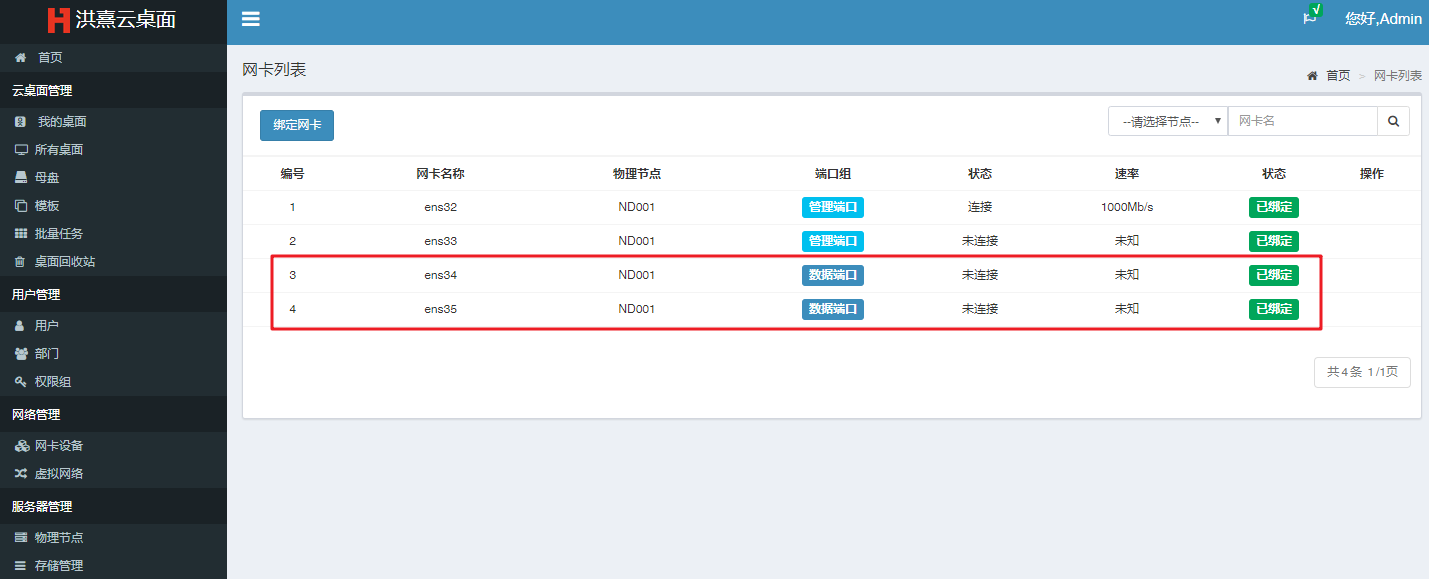 洪熹云桌面
您好,Admin
首页
云桌面管理
我的桌面
所有桌面
母盘
模板
批量任务
桌面回收站
用户管理
用户
部门
权限组
网络管理
网卡设备
虚拟网络
服务器管理
物理节点
存储管理
网卡列表
首页 > 网卡列表
绑定网卡
--请选择节点-- 网卡名
编号 网卡名称 物理节点 端口组 状态 速率 状态 操作
1 ens32 ND001 管理端口 连接 1000Mb/s 已绑定
2 ens33 ND001 管理端口 未连接 未知 已绑定
3 ens34 ND001 数据端口 未连接 未知 已绑定
4 ens35 ND001 数据端口 未连接 未知 已绑定
共4条 1/1页